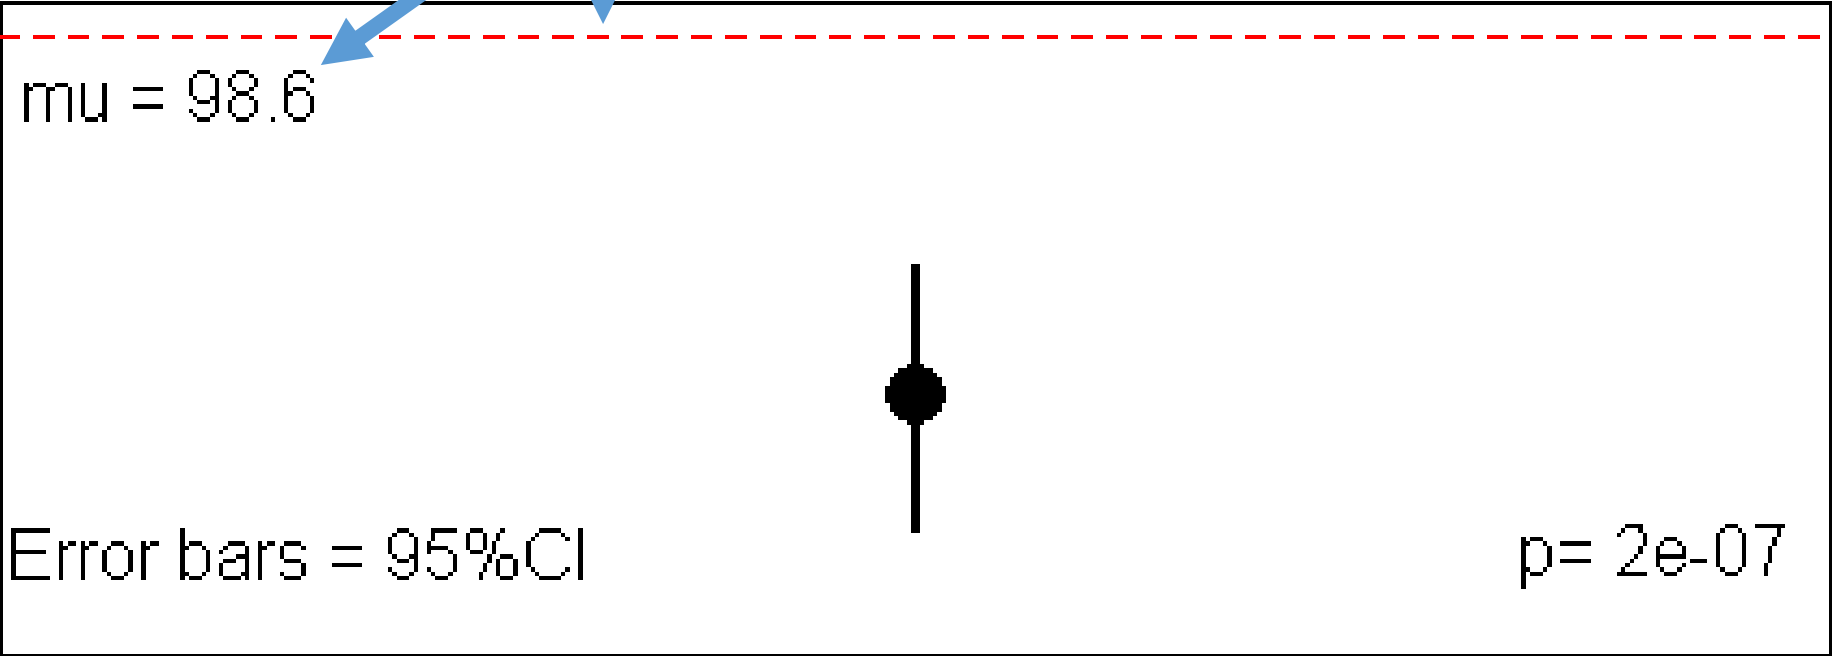 mu = 98.6
Error bars = 95%CI
p= 2e-07